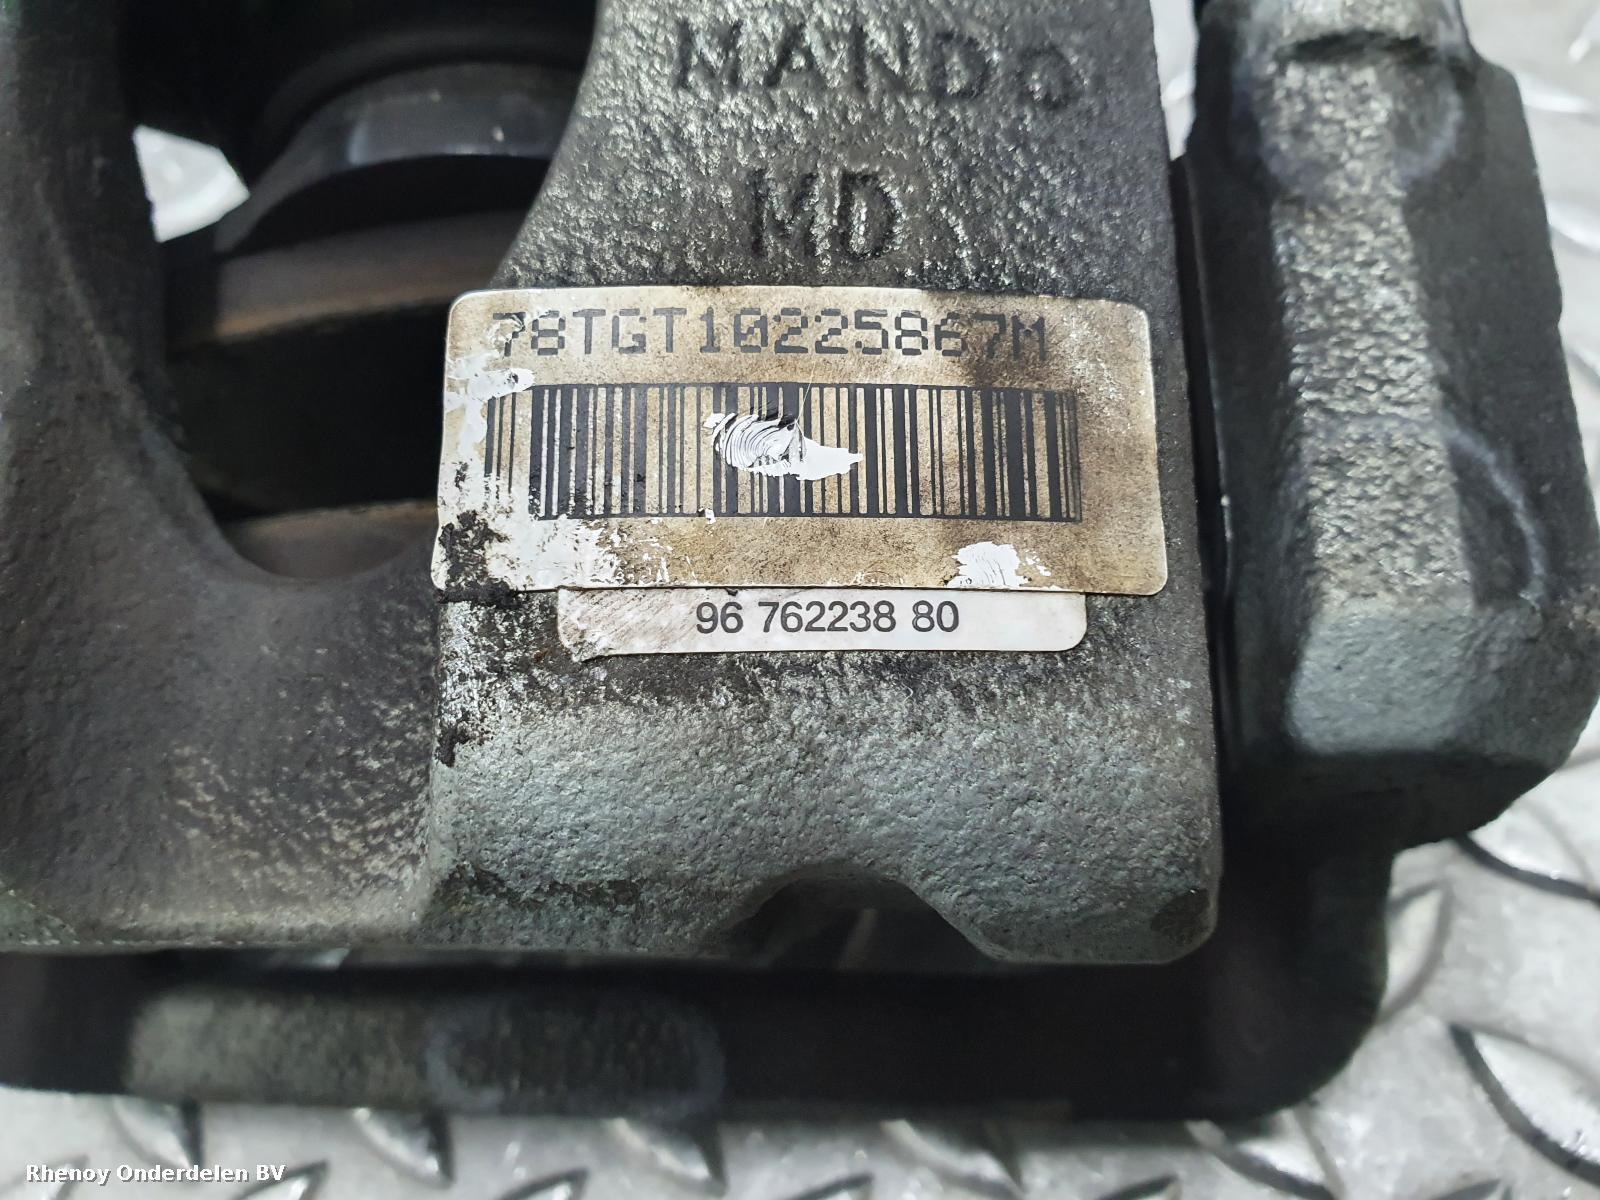 MANDO
MD
78TGT10225867M
96 762238 80
Rhenoy Onderdelen BV